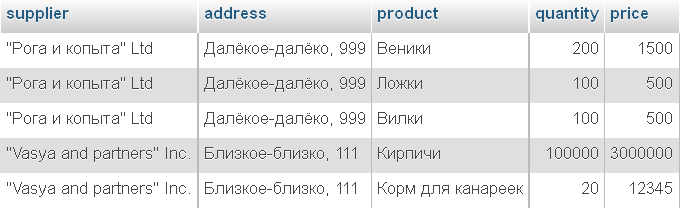 supplier address product quantity price
"Рога и копыта" Ltd Далёкое-далёко, 999 Веники 200 1500
"Рога и копыта" Ltd Далёкое-далёко, 999 Ложки 100 500
"Рога и копыта" Ltd Далёкое-далёко, 999 Вилки 100 500
"Vasya and partners" Inc. Близкое-близко, 111 Кирпичи 100000 3000000
"Vasya and partners" Inc. Близкое-близко, 111 Корм для канареек 20 12345